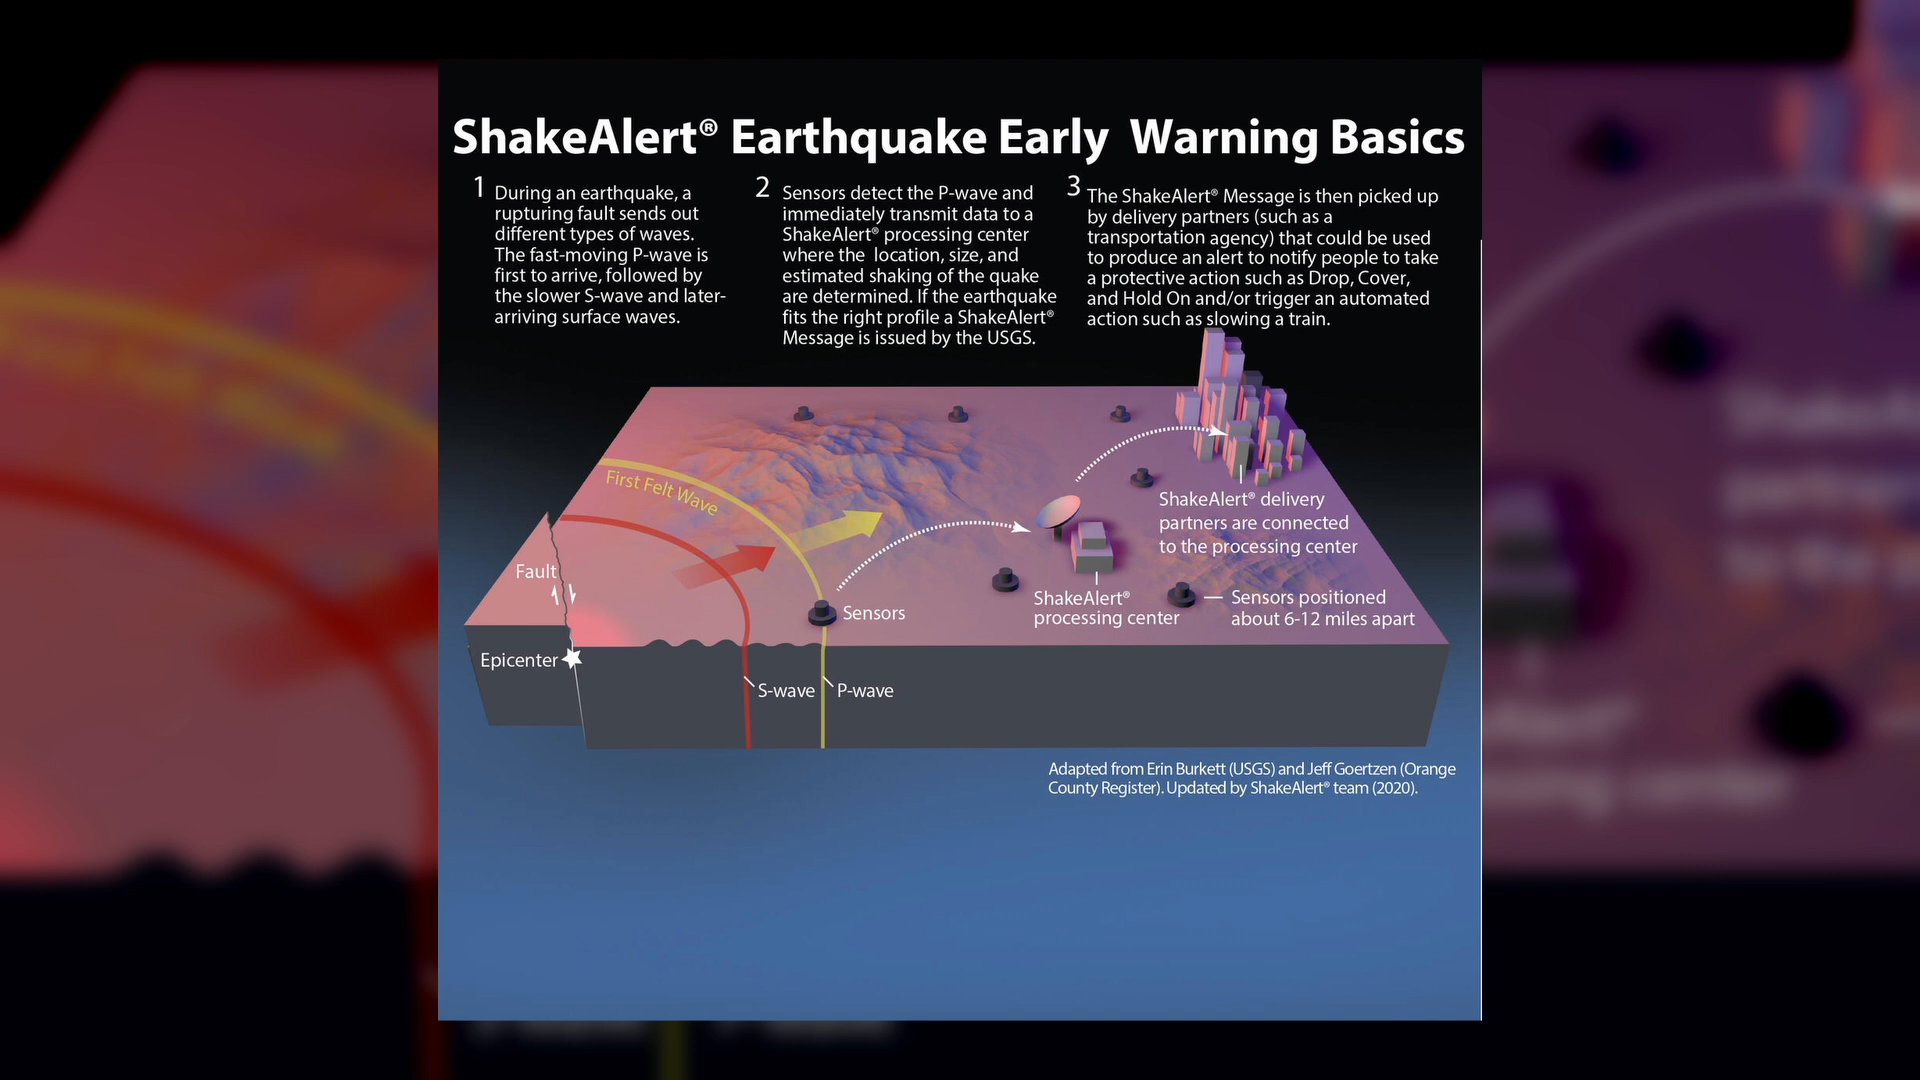 ShakeAlert® Earthquake Early Warning Basics
1
During an earthquake, a
rupturing fault sends out
different types of waves.
The fast-moving P-wave is
first to arrive, followed by
the slower S-wave and later-
arriving surface waves.
2
Sensors detect the P-wave and
immediately transmit data to a
ShakeAlert® processing center
where the location, size, and
estimated shaking of the quake
are determined. If the earthquake
fits the right profile a ShakeAlert®
Message is issued by the USGS.
3
The ShakeAlert® Message is then picked up
by delivery partners (such as a
transportation agency) that could be used
to produce an alert to notify people to take
a protective action such as Drop, Cover,
and Hold On and/or trigger an automated
action such as slowing a train.
First Felt Wave
ShakeAlert® delivery
partners are connected
to the processing center
Fault
ShakeAlert®
processing center
Sensors positioned
about 6-12 miles apart
Sensors
Epicenter
S-wave
P-wave
Adapted from Erin Burkett (USGS) and Jeff Goertzen (Orange
County Register). Updated by ShakeAlert® team (2020).